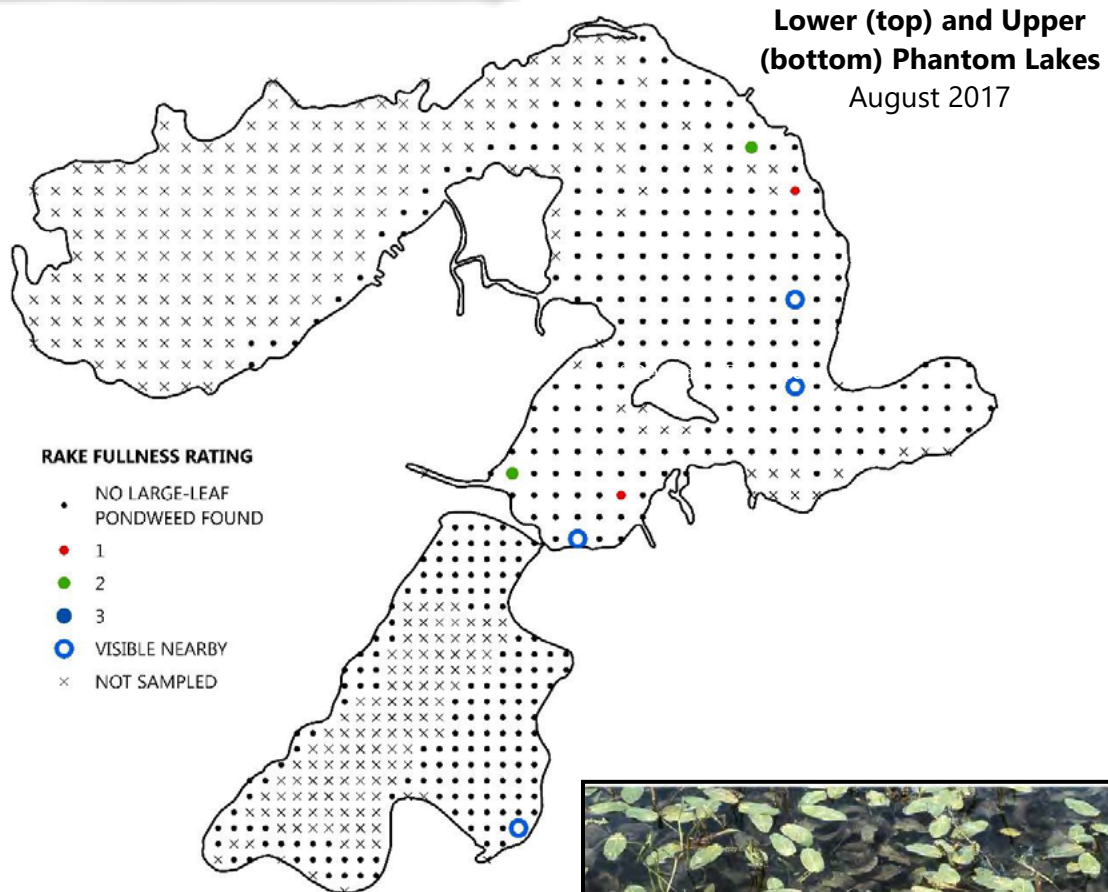 Lower (top) and Upper
(bottom) Phantom Lakes
August 2017
RAKE FULLNESS RATING
NO LARGE-LEAF
PONDWEED FOUND
1
2
3
VISIBLE NEARBY
NOT SAMPLED